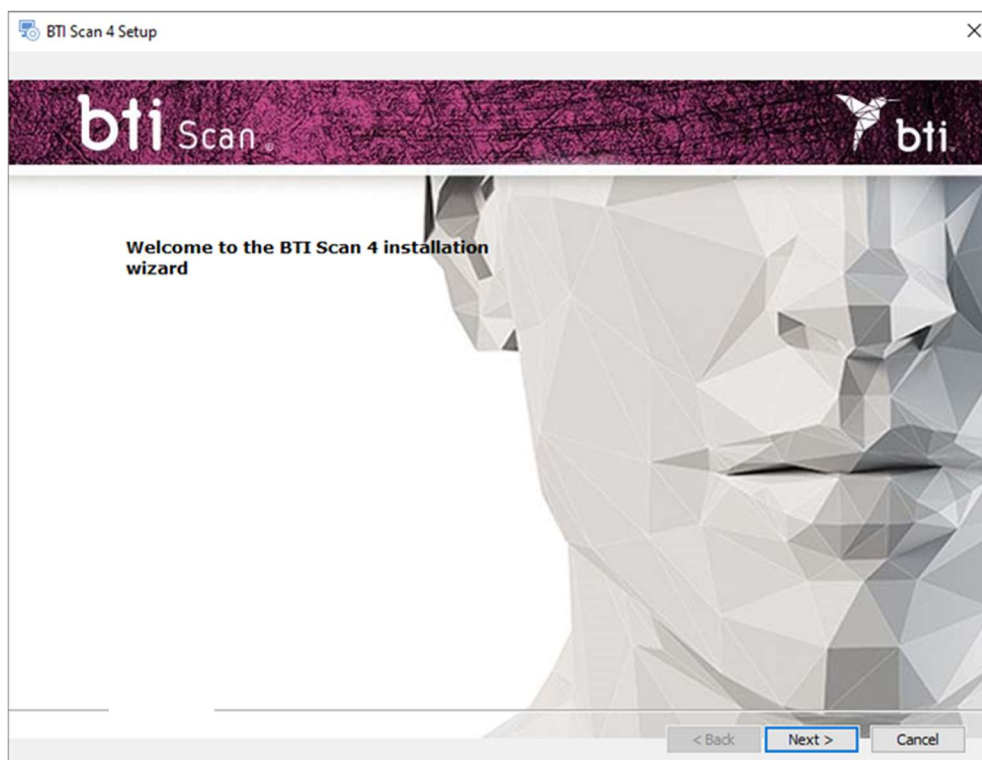 BTI Scan 4 Setup
bti Scan®
bti
Welcome to the BTI Scan 4 installation
wizard
< Back Next > Cancel